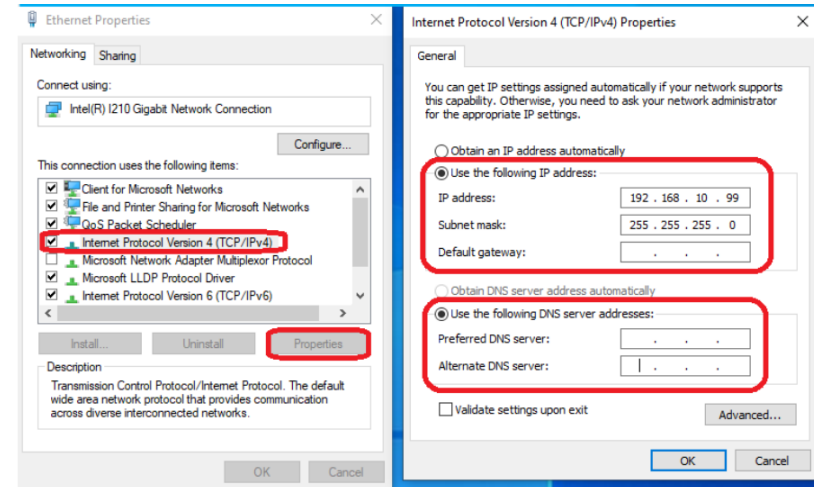 Ethernet Properties
Networking Sharing
Connect using:
Intel(R) I210 Gigabit Network Connection
Configure...
This connection uses the following items:
Client for Microsoft Networks
File and Printer Sharing for Microsoft Networks
QoS Packet Scheduler
Internet Protocol Version 4 (TCP/IPv4)
Microsoft Network Adapter Multiplexor Protocol
Microsoft LLDP Protocol Driver
Internet Protocol Version 6 (TCP/IPv6)
Install... Uninstall Properties
Description
Transmission Control Protocol/Internet Protocol. The default
wide area network protocol that provides communication
across diverse interconnected networks.
OK Cancel
Internet Protocol Version 4 (TCP/IPv4) Properties
General
You can get IP settings assigned automatically if your network supports
this capability. Otherwise, you need to ask your network administrator
for the appropriate IP settings.
Obtain an IP address automatically
Use the following IP address:
IP address: 192 . 168 . 10 . 99
Subnet mask: 255 . 255 . 255 . 0
Default gateway: . . .
Obtain DNS server address automatically
Use the following DNS server addresses:
Preferred DNS server: . . .
Alternate DNS server: . . .
Validate settings upon exit
Advanced...
OK Cancel